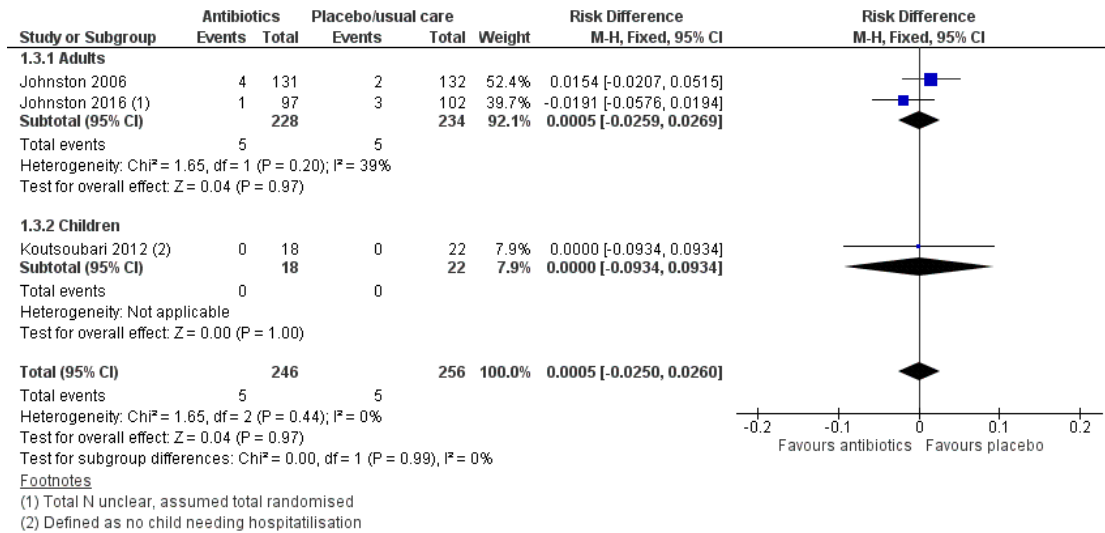 Antibiotics Placebo/usual care Risk Difference Risk Difference
Study or Subgroup Events Total Events Total Weight M-H, Fixed, 95% CI M-H, Fixed, 95% CI
1.3.1 Adults
Johnston 2006 4 131 2 132 52.4% 0.0154 [-0.0207, 0.0515]
Johnston 2016 (1) 1 97 3 102 39.7% -0.0191 [-0.0576, 0.0194]
Subtotal (95% CI) 228 234 92.1% 0.0005 [-0.0259, 0.0269]
Total events 5 5
Heterogeneity: Chi² = 1.65, df = 1 (P = 0.20); I² = 39%
Test for overall effect: Z = 0.04 (P = 0.97)
1.3.2 Children
Koutsoubari 2012 (2) 0 18 0 22 7.9% 0.0000 [-0.0934, 0.0934]
Subtotal (95% CI) 18 22 7.9% 0.0000 [-0.0934, 0.0934]
Total events 0 0
Heterogeneity: Not applicable
Test for overall effect: Z = 0.00 (P = 1.00)
Total (95% CI) 246 256 100.0% 0.0005 [-0.0250, 0.0260]
Total events 5 5
Heterogeneity: Chi² = 1.65, df = 2 (P = 0.44); I² = 0%
Test for overall effect: Z = 0.04 (P = 0.97)
Test for subgroup differences: Chi² = 0.00, df = 1 (P = 0.99), I² = 0%
-0.2 -0.1 0 0.1 0.2
Favours antibiotics Favours placebo
Footnotes
(1) Total N unclear, assumed total randomised
(2) Defined as no child needing hospitatilisation